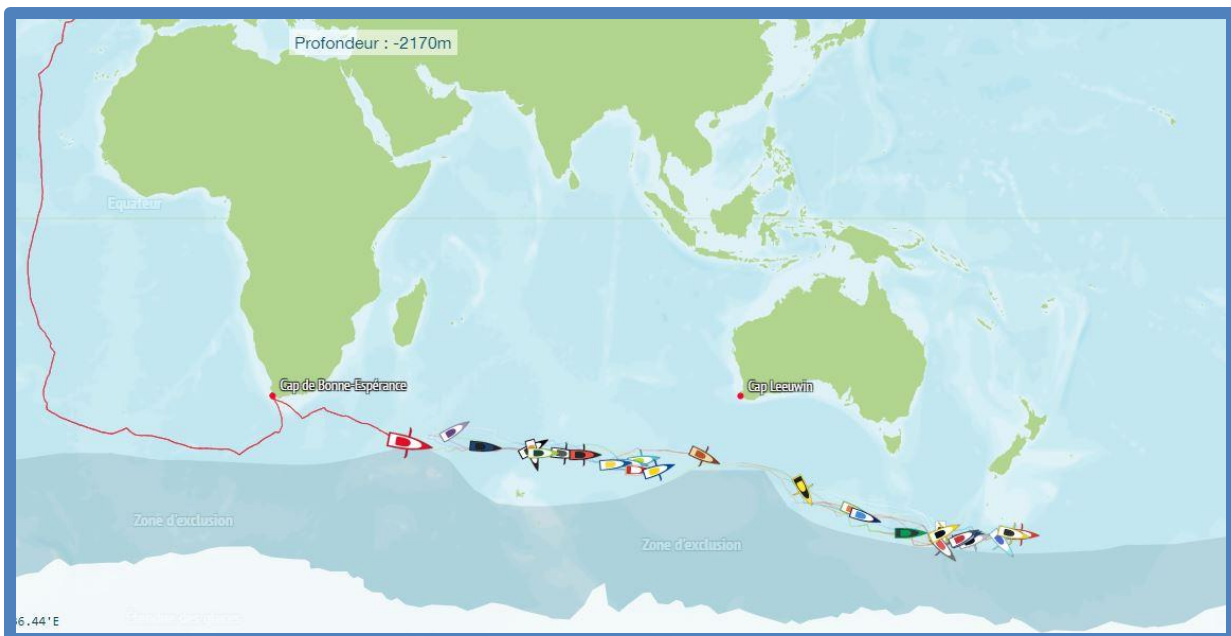 Profondeur : -2170m
Equateur
Cap de Bonne-Espérance
Cap Leeuwin
Zone d'exclusion
Zone d'exclusion
6.44'E